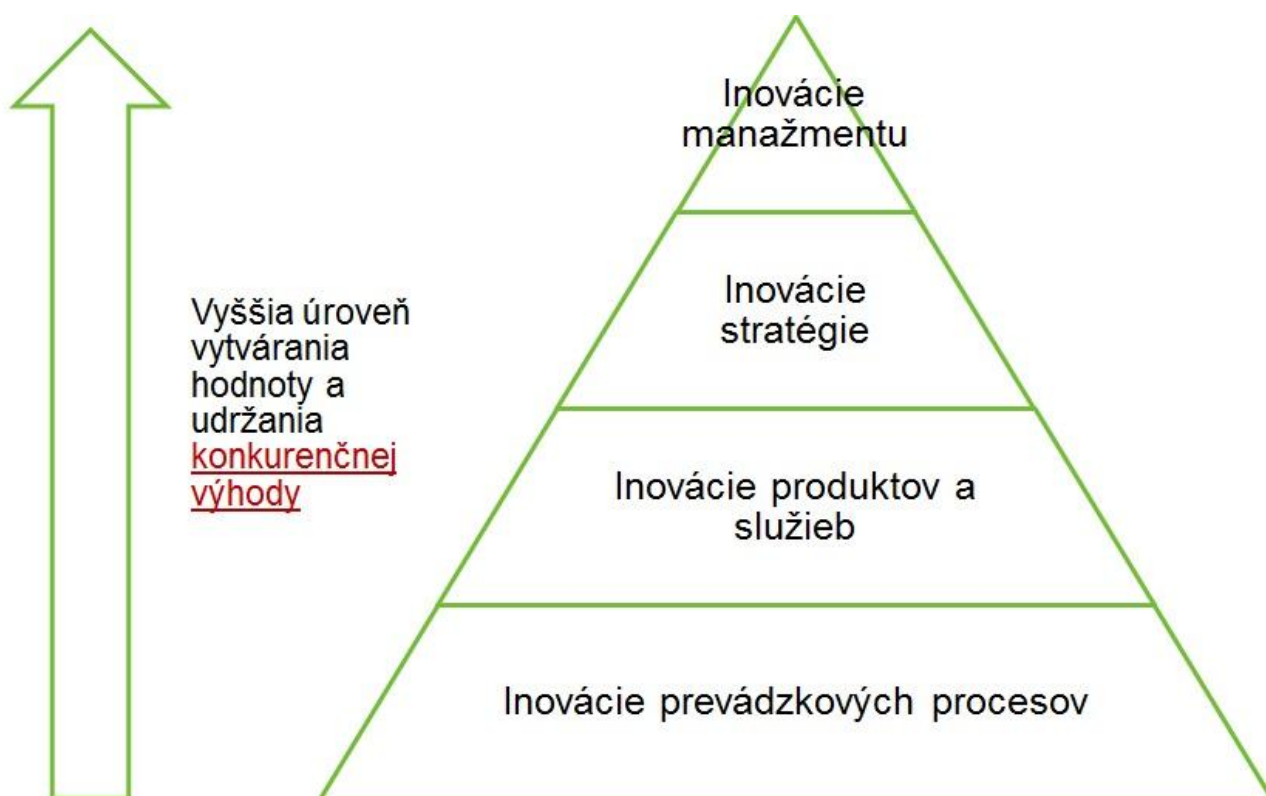 Inovácie
manažmentu
Inovácie
stratégie
Vyššia úroveň
vytvárania
hodnoty a
udržania
konkurenčnej
výhody
Inovácie produktov a
služieb
Inovácie prevádzkových procesov